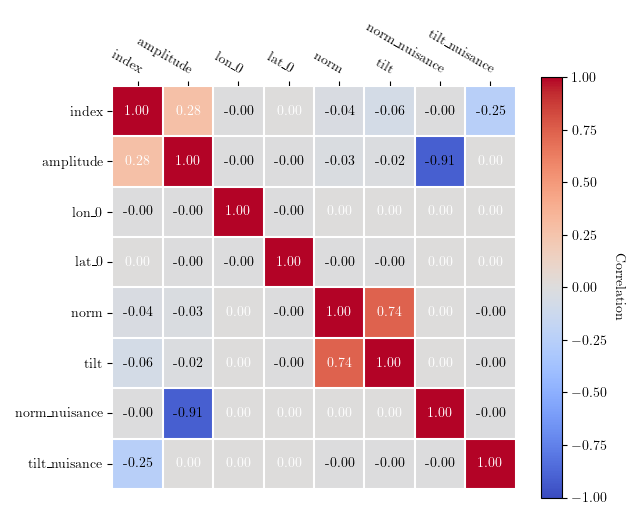 index amplitude lon_0 lat_0 norm tilt norm_nuisance tilt_nuisance
index 1.00 0.28 -0.00 0.00 -0.04 -0.06 -0.00 -0.25
amplitude 0.28 1.00 -0.00 -0.00 -0.03 -0.02 -0.91 0.00
lon_0 -0.00 -0.00 1.00 -0.00 0.00 0.00 0.00 0.00
lat_0 0.00 -0.00 -0.00 1.00 -0.00 -0.00 0.00 0.00
norm -0.04 -0.03 0.00 -0.00 1.00 0.74 0.00 -0.00
tilt -0.06 -0.02 0.00 -0.00 0.74 1.00 0.00 -0.00
norm_nuisance -0.00 -0.91 0.00 0.00 0.00 0.00 1.00 -0.00
tilt_nuisance -0.25 0.00 0.00 0.00 -0.00 -0.00 -0.00 1.00
1.00
0.75
0.50
0.25
0.00
−0.25
−0.50
−0.75
−1.00
Correlation